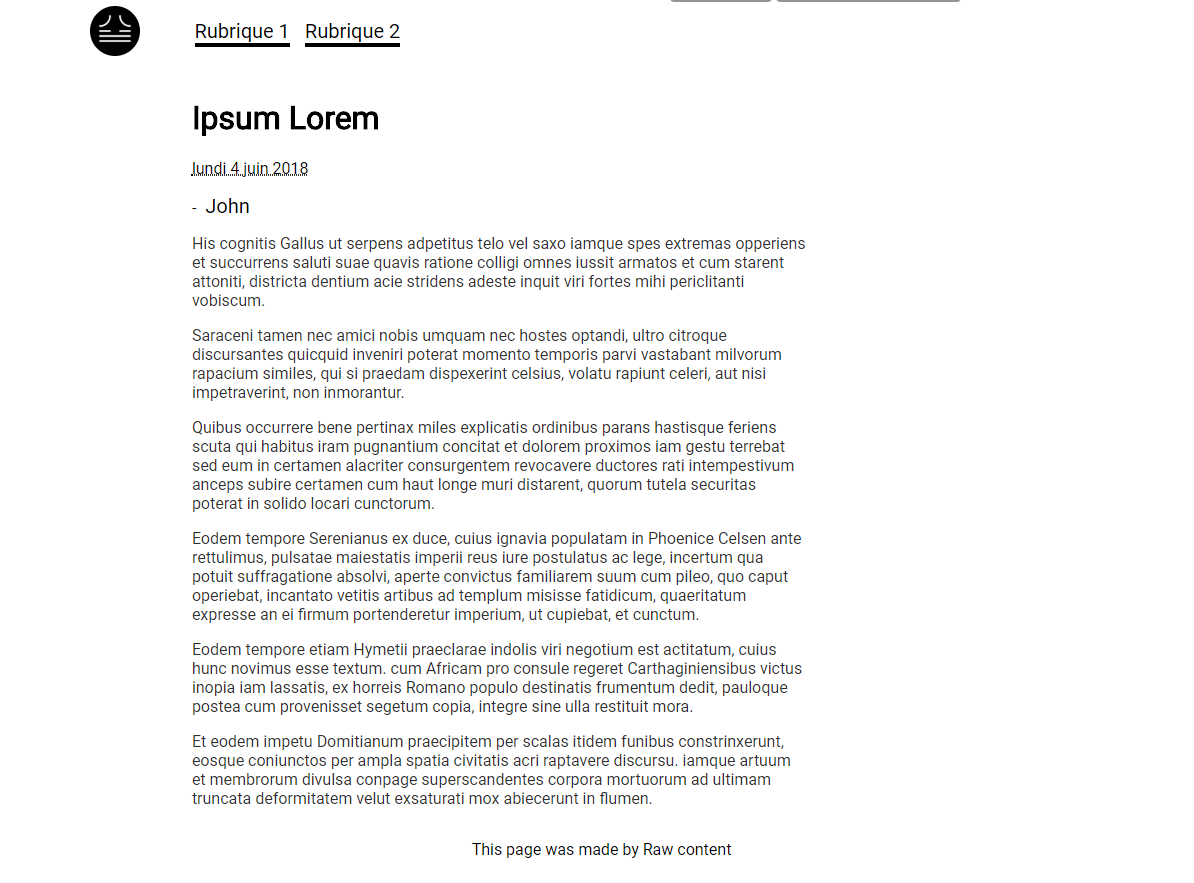 Rubrique 1 Rubrique 2
Ipsum Lorem
lundi 4 juin 2018
- John
His cognitis Gallus ut serpens adpetitus telo vel saxo iamque spes extremas opperiens
et succurrens saluti suae quavis ratione colligi omnes iussit armatos et cum starent
attoniti, districta dentium acie stridens adeste inquit viri fortes mihi periclitanti
vobiscum.
Saraceni tamen nec amici nobis umquam nec hostes optandi, ultro citroque
discursantes quicquid inveniri poterat momento temporis parvi vastabant milvorum
rapacium similes, qui si praedam dispexerint celsius, volatu rapiunt celeri, aut nisi
impetraverint, non inmorantur.
Quibus occurrere bene pertinax miles explicatis ordinibus parans hastisque feriens
scuta qui habitus iram pugnantium concitat et dolorem proximos iam gestu terrebat
sed eum in certamen alacriter consurgentem revocavere ductores rati intempestivum
anceps subire certamen cum haut longe muri distarent, quorum tutela securitas
poterat in solido locari cunctorum.
Eodem tempore Serenianus ex duce, cuius ignavia populatam in Phoenice Celsen ante
rettulimus, pulsatae maiestatis imperii reus iure postulatus ac lege, incertum qua
potuit suffragatione absolvi, aperte convictus familiarem suum cum pileo, quo caput
operiebat, incantato vetitis artibus ad templum misisse fatidicum, quaeritatum
expresse an ei firmum portenderetur imperium, ut cupiebat, et cunctum.
Eodem tempore etiam Hymetii praeclarae indolis viri negotium est actitatum, cuius
hunc novimus esse textum. cum Africam pro consule regeret Carthaginiensibus victus
inopia iam lassatis, ex horreis Romano populo destinatis frumentum dedit, pauloque
postea cum provenisset segetum copia, integre sine ulla restituit mora.
Et eodem impetu Domitianum praecipitem per scalas itidem funibus constrinxerunt,
eosque coniunctos per ampla spatia civitatis acri raptavere discursu. iamque artuum
et membrorum divulsa conpage superscandentes corpora mortuorum ad ultimam
truncata deformitatem velut exsaturati mox abiecerunt in flumen.
This page was made by Raw content